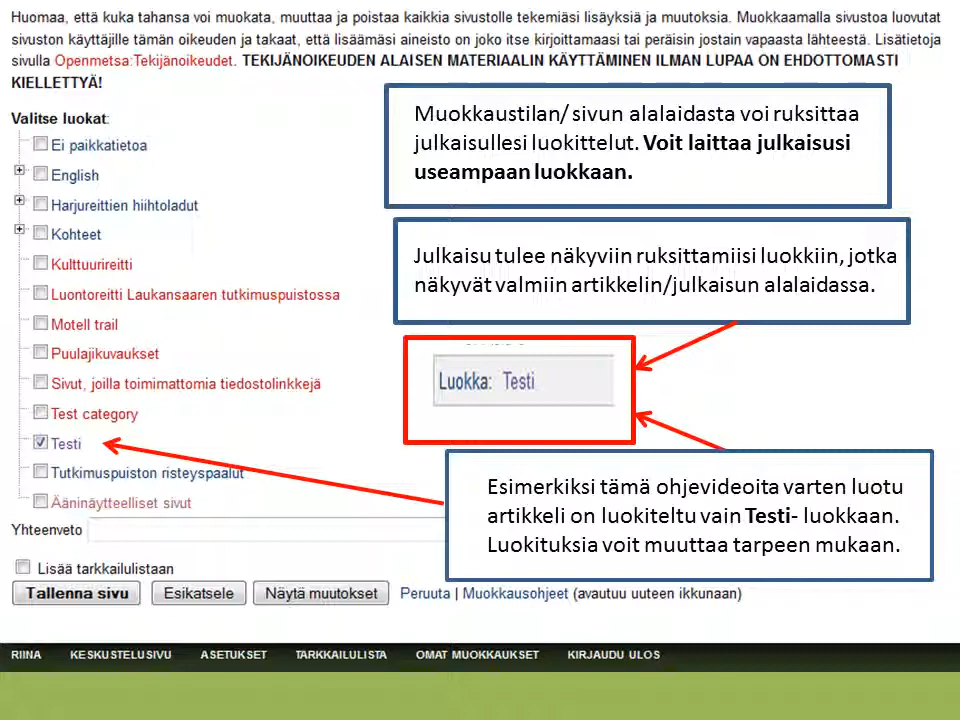 Huomaa, että kuka tahansa voi muokata, muuttaa ja poistaa kaikkia sivustolle tekemiäsi lisäyksiä ja muutoksia. Muokkaamalla sivustoa luovutat
sivuston käyttäjille tämän oikeuden ja takaat, että lisäämäsi aineisto on joko itse kirjoittamaasi tai peräisin jostain vapaasta lähteestä. Lisätietoja
sivulla Openmetsa:Tekijänoikeudet. TEKIJÄNOIKEUDEN ALAISEN MATERIAALIN KÄYTTÄMINEN ILMAN LUPAA ON EHDOTTOMASTI
KIELLETTYÄ!
Valitse luokat:
Ei paikkatietoa
English
Harjureittien hiihtoladut
Kohteet
Kulttuurireitti
Luontoreitti Laukansaaren tutkimuspuistossa
Motell trail
Puulajikuvaukset
Sivut, joilla toimimattomia tiedostolinkkejä
Test category
Testi
Tutkimuspuiston risteyspaalut
Ääninäytteelliset sivut
Muokkaustilan/ sivun alalaidasta voi ruksittaa
julkaisullesi luokittelut. Voit laittaa julkaisusi
useampaan luokkaan.
Julkaisu tulee näkyviin ruksittamiisi luokkiin, jotka
näkyvät valmiin artikkelin/julkaisun alalaidassa.
Luokka: Testi
Esimerkiksi tämä ohjevideoita varten luotu
artikkeli on luokiteltu vain Testi- luokkaan.
Luokituksia voit muuttaa tarpeen mukaan.
Yhteenveto
Lisää tarkkailulistaan
Tallenna sivu Esikatsele Näytä muutokset Peruuta | Muokkausohjeet (avautuu uuteen ikkunaan)
RIINA KESKUSTELUSIVU ASETUKSET TARKKAILULISTA OMAT MUOKKAUKSET KIRJAUDU ULOS